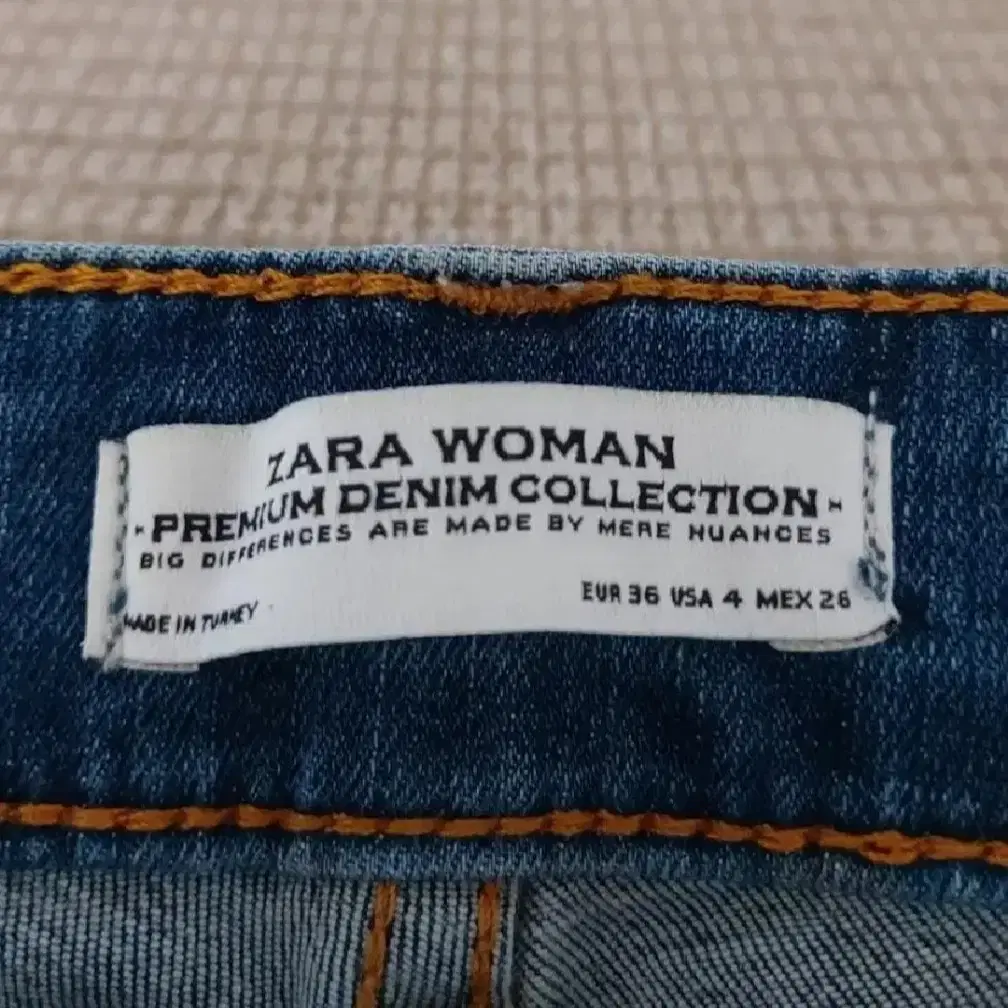 ZARA WOMAN
- PREMIUM DENIM COLLECTION -
BIG DIFFERENCES ARE MADE BY MERE NUANCES
EUR 36 USA 4 MEX 26
MADE IN TURKEY